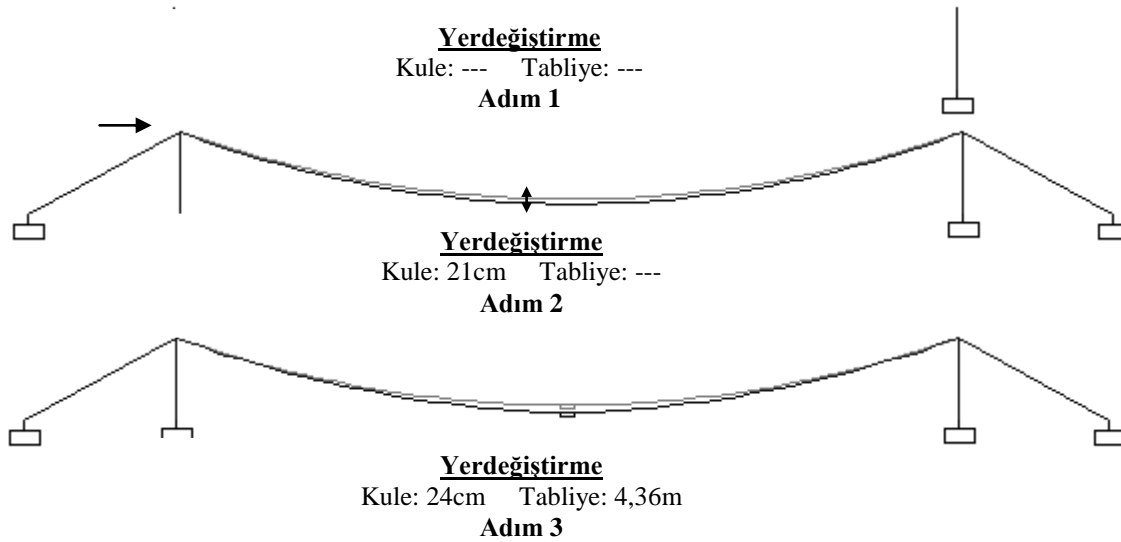 Yerdeğiştirme
Kule: --- Tabliye: ---
Adım 1
Yerdeğiştirme
Kule: 21cm Tabliye: ---
Adım 2
Yerdeğiştirme
Kule: 24cm Tabliye: 4,36m
Adım 3